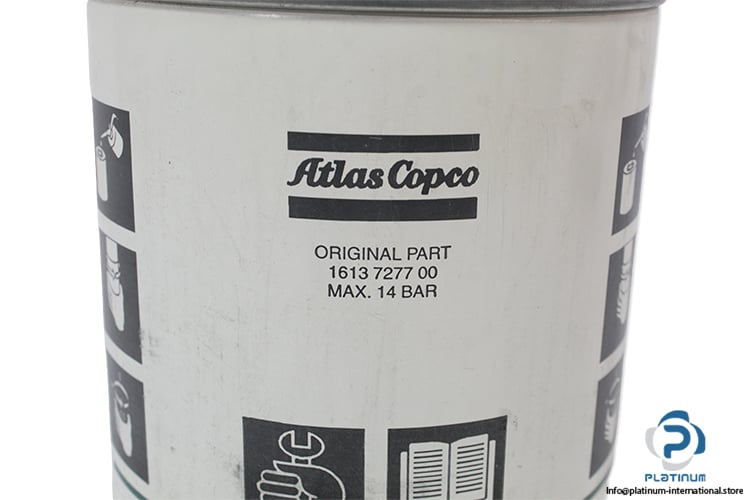 Atlas Copco
ORIGINAL PART
1613 7277 00
MAX. 14 BAR
PLATINUM
Info@platinum-international.store